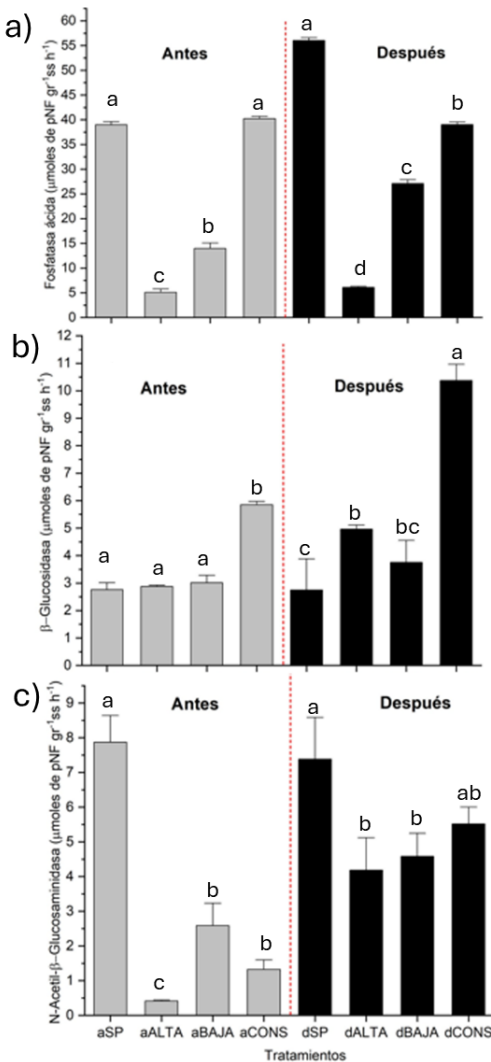 a)
Fosfatasa ácida (μmoles de pNF gr⁻¹ss h⁻¹)
60
55
50
45
40
35
30
25
20
15
10
5
0
Antes
Después
a
c
b
a
a
d
c
b
b)
β–Glucosidasa (μmoles de pNF gr⁻¹ss h⁻¹)
12
11
10
9
8
7
6
5
4
3
2
1
0
Antes
Después
a
a
a
b
c
b
bc
a
c)
N-Acetil-β–Glucosaminidasa (μmoles de pNF gr⁻¹ss h⁻¹)
9
8
7
6
5
4
3
2
1
0
Antes
Después
a
c
b
b
a
b
b
ab
aSP aALTA aBAJA aCONS dSP dALTA dBAJA dCONS
Tratamientos